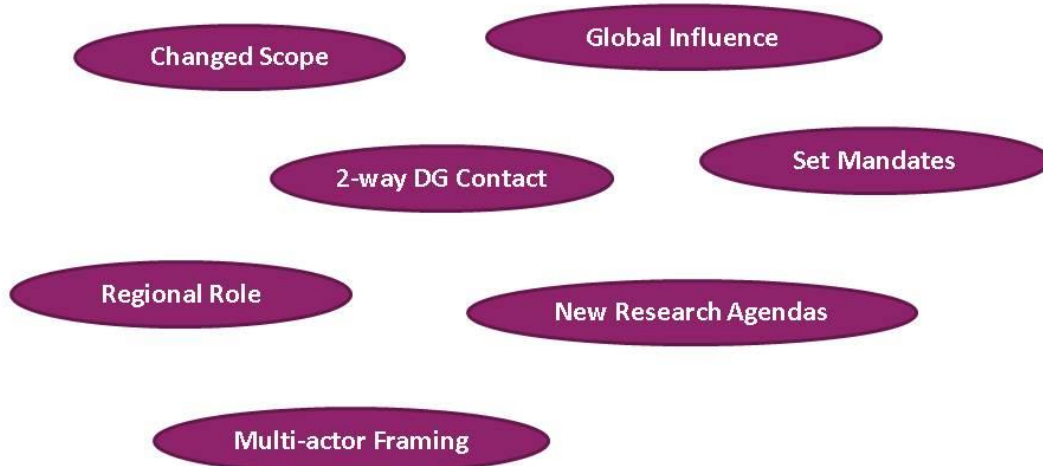 Changed Scope
Global Influence
2-way DG Contact
Set Mandates
Regional Role
New Research Agendas
Multi-actor Framing